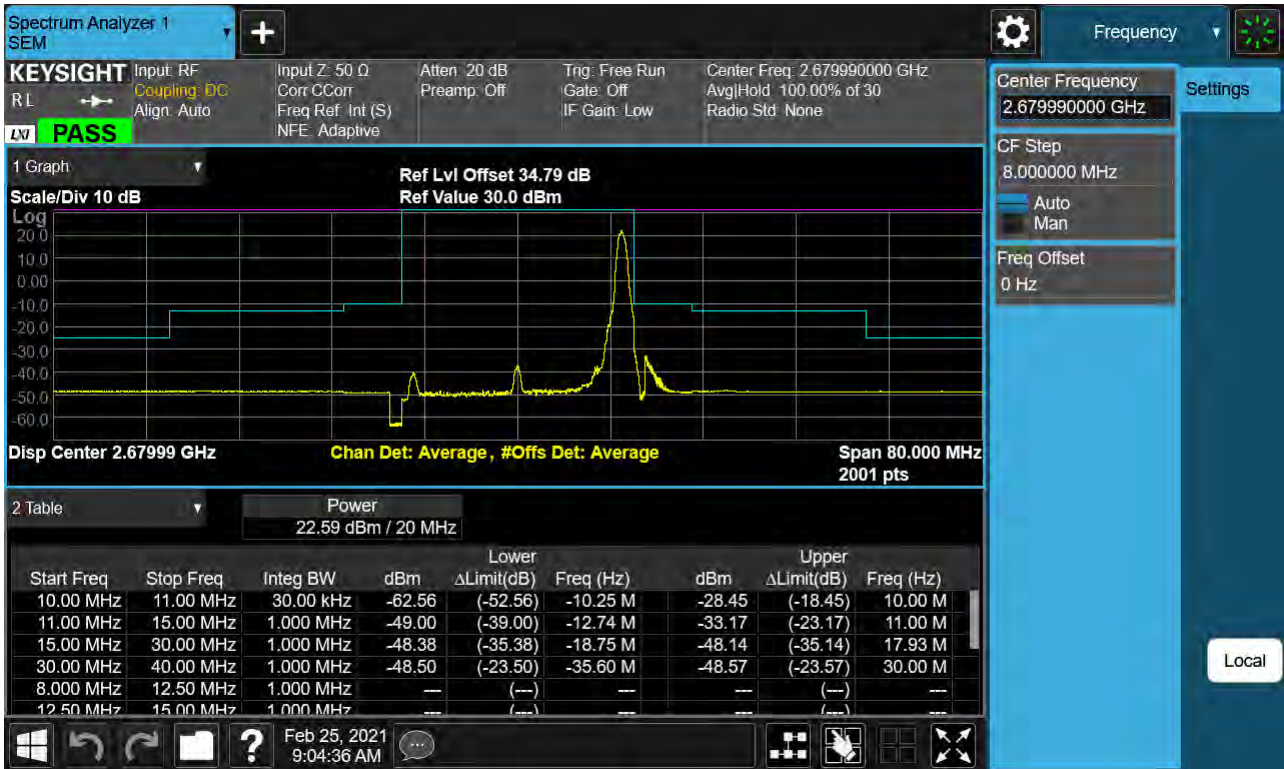 Spectrum Analyzer 1
SEM
Frequency
KEYSIGHT
R L
LXI
PASS
Input: RF
Coupling: DC
Align: Auto
Input Z: 50 Ω
Corr CCorr
Freq Ref: Int (S)
NFE: Adaptive
Atten: 20 dB
Preamp: Off
Trig: Free Run
Gate: Off
IF Gain: Low
Center Freq: 2.679990000 GHz
Avg|Hold: 100.00% of 30
Radio Std: None
Center Frequency
2.679990000 GHz
Settings
CF Step
8.000000 MHz
Auto
Man
Freq Offset
0 Hz
1 Graph
Ref Lvl Offset 34.79 dB
Scale/Div 10 dB
Ref Value 30.0 dBm
Log
20.0
10.0
0.00
-10.0
-20.0
-30.0
-40.0
-50.0
-60.0
Disp Center 2.67999 GHz
Chan Det: Average, #Offs Det: Average
Span 80.000 MHz
2001 pts
2 Table
Power
22.59 dBm / 20 MHz
Lower Upper
Start Freq Stop Freq Integ BW dBm ΔLimit(dB) Freq (Hz) dBm ΔLimit(dB) Freq (Hz)
10.00 MHz 11.00 MHz 30.00 kHz -62.56 (-52.56) -10.25 M -28.45 (-18.45) 10.00 M
11.00 MHz 15.00 MHz 1.000 MHz -49.00 (-39.00) -12.74 M -33.17 (-23.17) 11.00 M
15.00 MHz 30.00 MHz 1.000 MHz -48.38 (-35.38) -18.75 M -48.14 (-35.14) 17.93 M
30.00 MHz 40.00 MHz 1.000 MHz -48.50 (-23.50) -35.60 M -48.57 (-23.57) 30.00 M
8.000 MHz 12.50 MHz 1.000 MHz --- (---) --- --- (---) ---
12.50 MHz 15.00 MHz 1.000 MHz --- (---) --- --- (---) ---
Local
Feb 25, 2021
9:04:36 AM